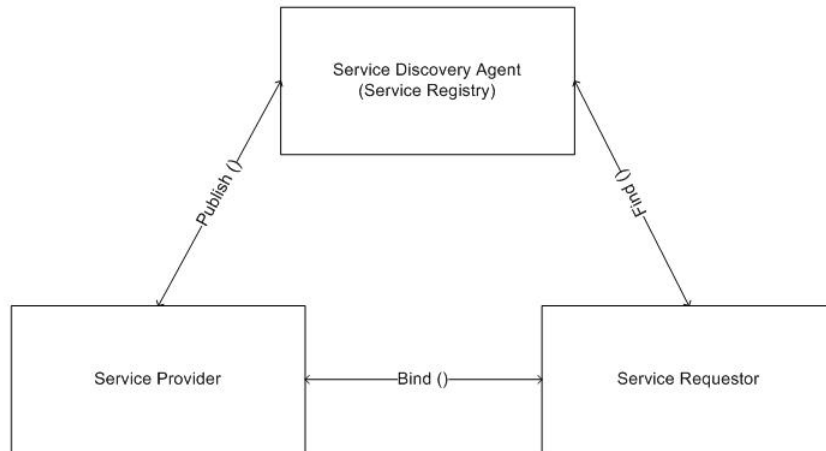 Service Discovery Agent
(Service Registry)
Publish ()
Find ()
Service Provider
Bind ()
Service Requestor